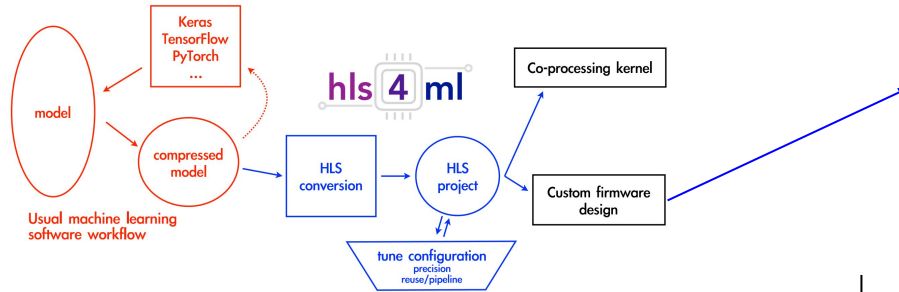 Keras
TensorFlow
PyTorch
...
model
compressed
model
Usual machine learning
software workflow
hls 4 ml
HLS
conversion
HLS
project
tune configuration
precision
reuse/pipeline
Co-processing kernel
Custom firmware
design